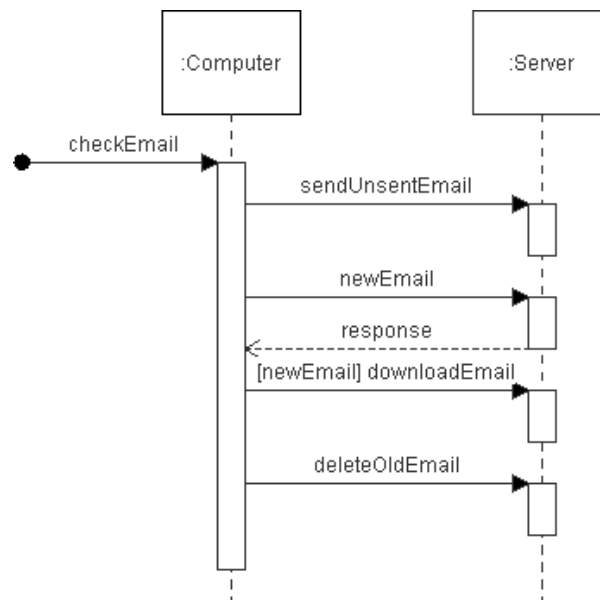 :Computer
:Server
checkEmail
sendUnsentEmail
newEmail
response
[newEmail] downloadEmail
deleteOldEmail